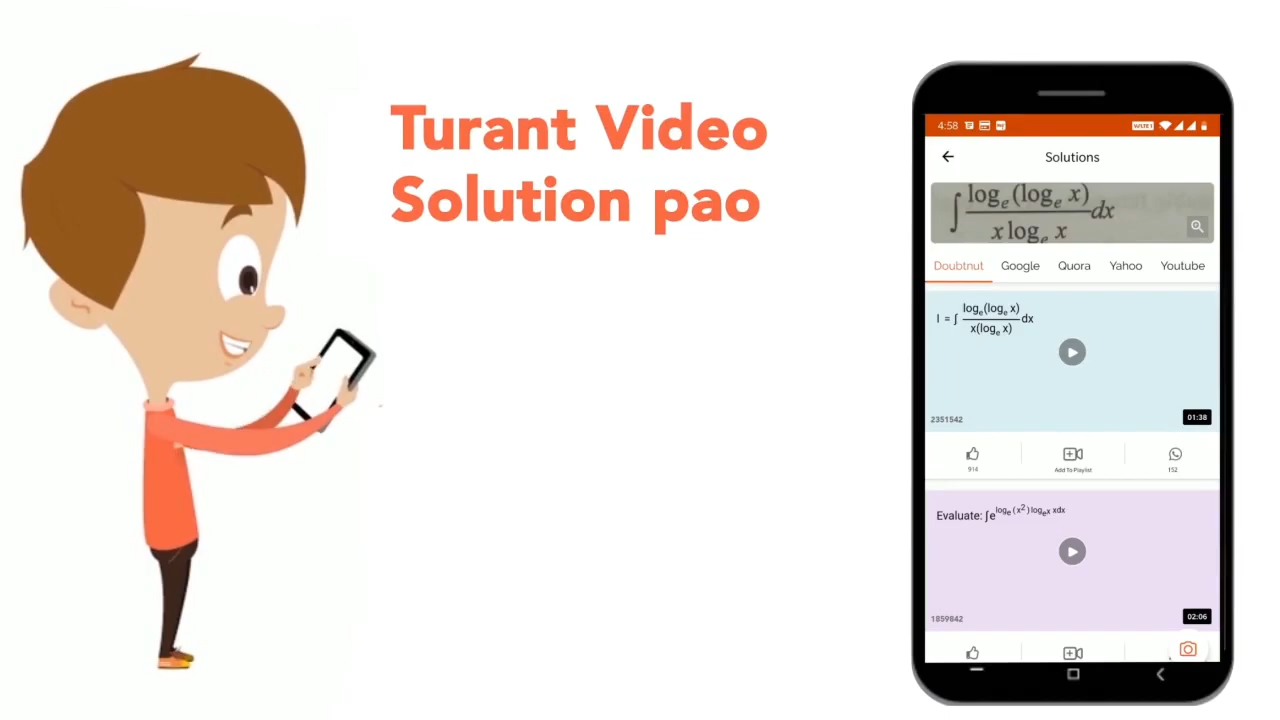 Turant Video
Solution pao
4:58
Solutions
∫ logₑ(logₑ x) / x logₑ x dx
Doubtnut Google Quora Yahoo Youtube
I = ∫ logₑ(logₑ x) / x(logₑ x) dx
2351542 01:38
914 Add To Playlist 152
Evaluate: ∫e^logₑ(x²)logₑx xdx
1859842 02:06